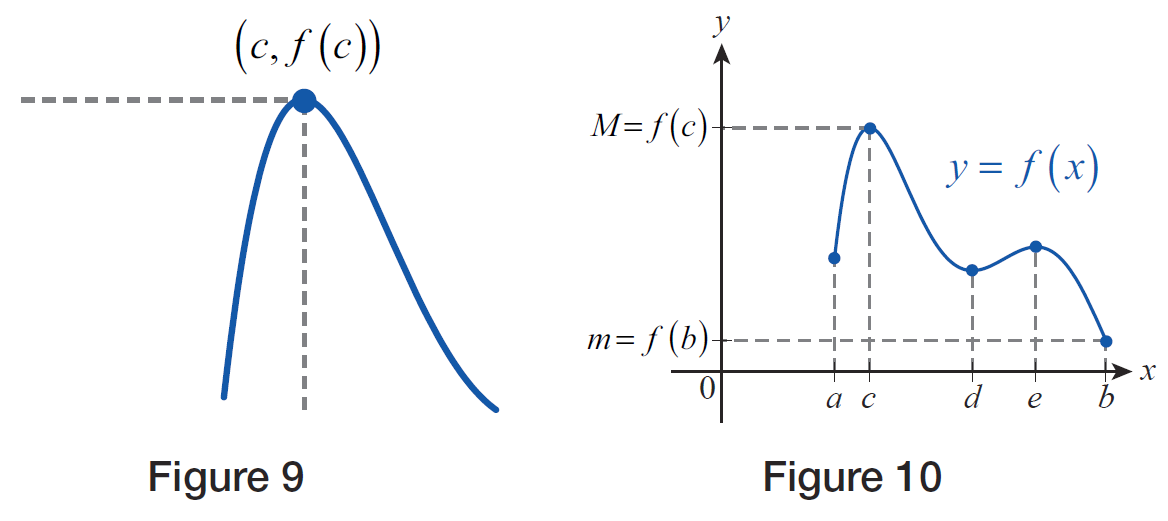 (c, f(c))
Figure 9
y
M = f(c)
y = f(x)
m = f(b)
0
a c d e b
x
Figure 10